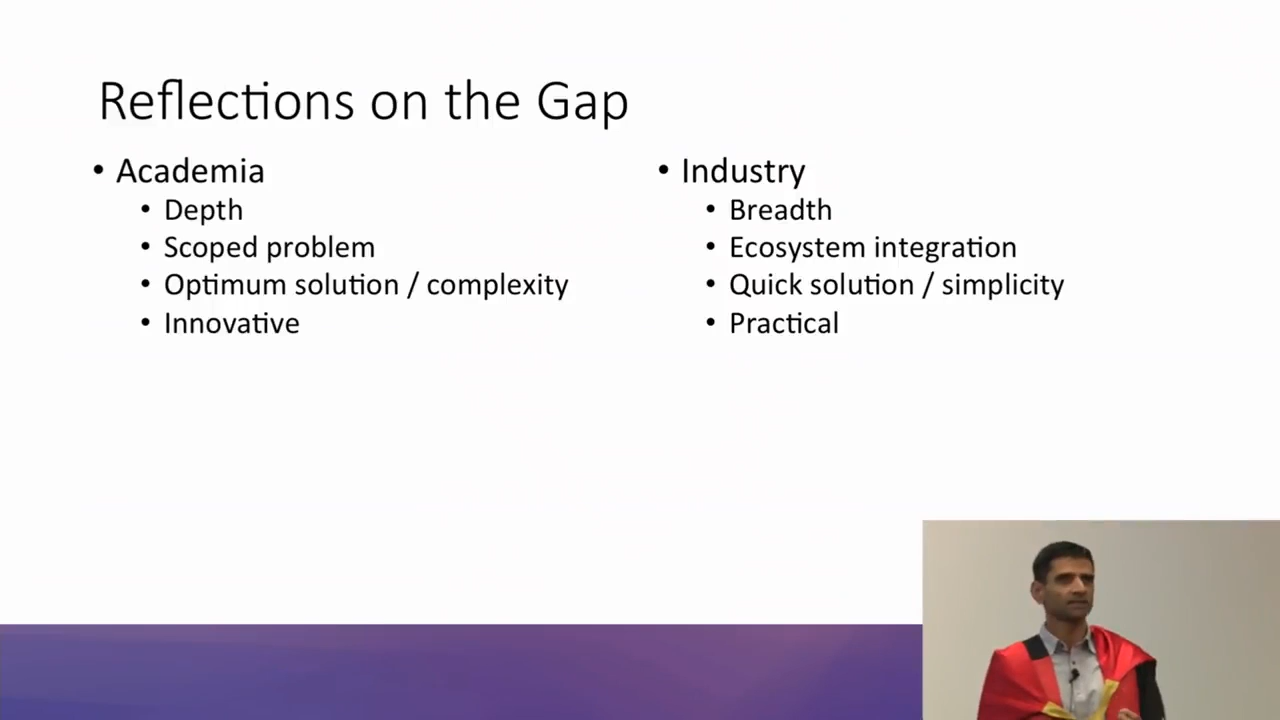 Reflections on the Gap
• Academia
• Depth
• Scoped problem
• Optimum solution / complexity
• Innovative
• Industry
• Breadth
• Ecosystem integration
• Quick solution / simplicity
• Practical